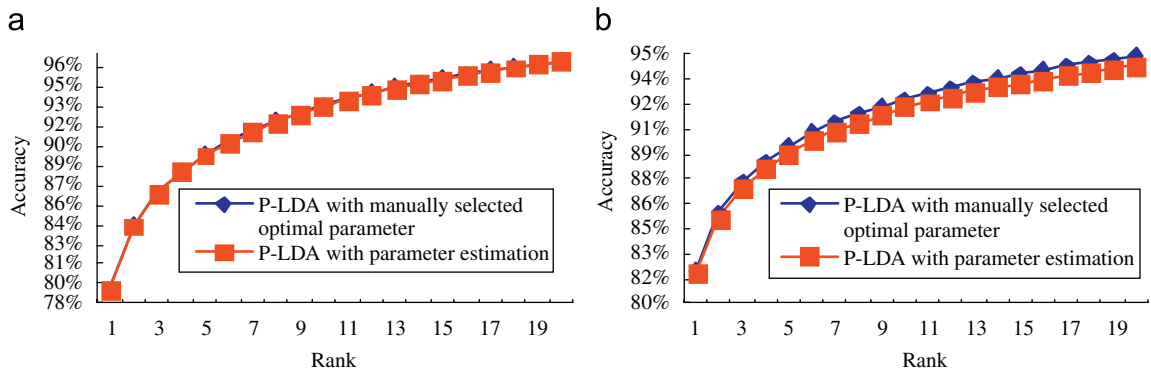 a
96%
95%
93%
92%
90%
89%
87%
86%
84%
83%
81%
80%
78%
Accuracy
P-LDA with manually selected
optimal parameter
P-LDA with parameter estimation
1 3 5 7 9 11 13 15 17 19
Rank
b
95%
94%
92%
91%
89%
88%
86%
85%
83%
82%
80%
Accuracy
P-LDA with manually selected
optimal parameter
P-LDA with parameter estimation
1 3 5 7 9 11 13 15 17 19
Rank